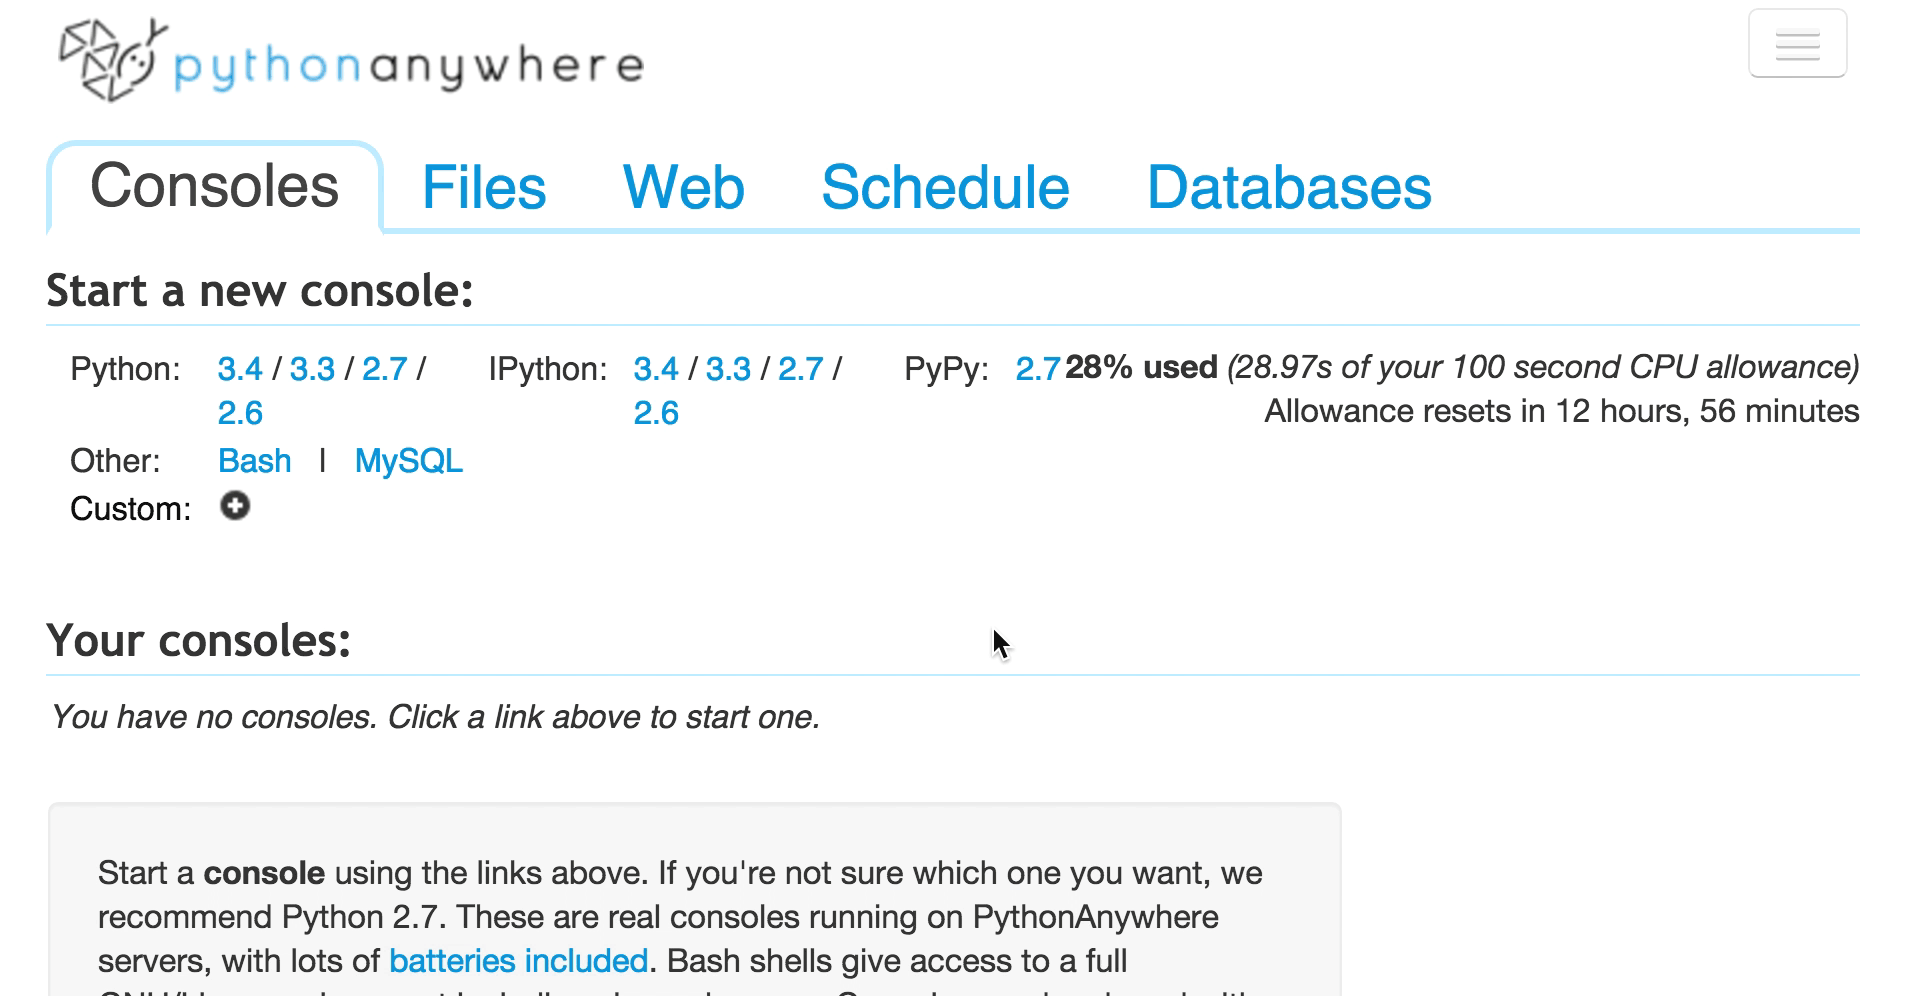 pythonanywhere
Consoles Files Web Schedule Databases
Start a new console:
Python: 3.4 / 3.3 / 2.7 / IPython: 3.4 / 3.3 / 2.7 / PyPy: 2.7 28% used (28.97s of your 100 second CPU allowance)
2.6 2.6 Allowance resets in 12 hours, 56 minutes
Other: Bash | MySQL
Custom:
Your consoles:
You have no consoles. Click a link above to start one.
Start a console using the links above. If you're not sure which one you want, we
recommend Python 2.7. These are real consoles running on PythonAnywhere
servers, with lots of batteries included. Bash shells give access to a full